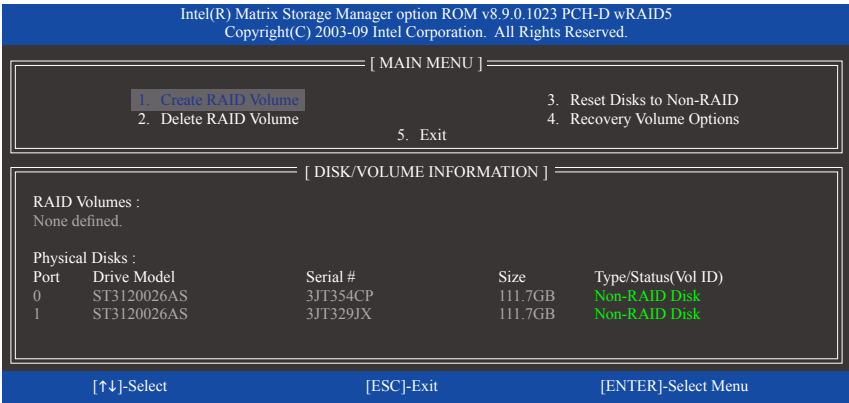 Intel(R) Matrix Storage Manager option ROM v8.9.0.1023 PCH-D wRAID5
Copyright(C) 2003-09 Intel Corporation. All Rights Reserved.
[ MAIN MENU ]
1. Create RAID Volume 3. Reset Disks to Non-RAID
2. Delete RAID Volume 4. Recovery Volume Options
5. Exit
[ DISK/VOLUME INFORMATION ]
RAID Volumes :
None defined.
Physical Disks :
Port Drive Model Serial # Size Type/Status(Vol ID)
0 ST3120026AS 3JT354CP 111.7GB Non-RAID Disk
1 ST3120026AS 3JT329JX 111.7GB Non-RAID Disk
[↑↓]-Select [ESC]-Exit [ENTER]-Select Menu